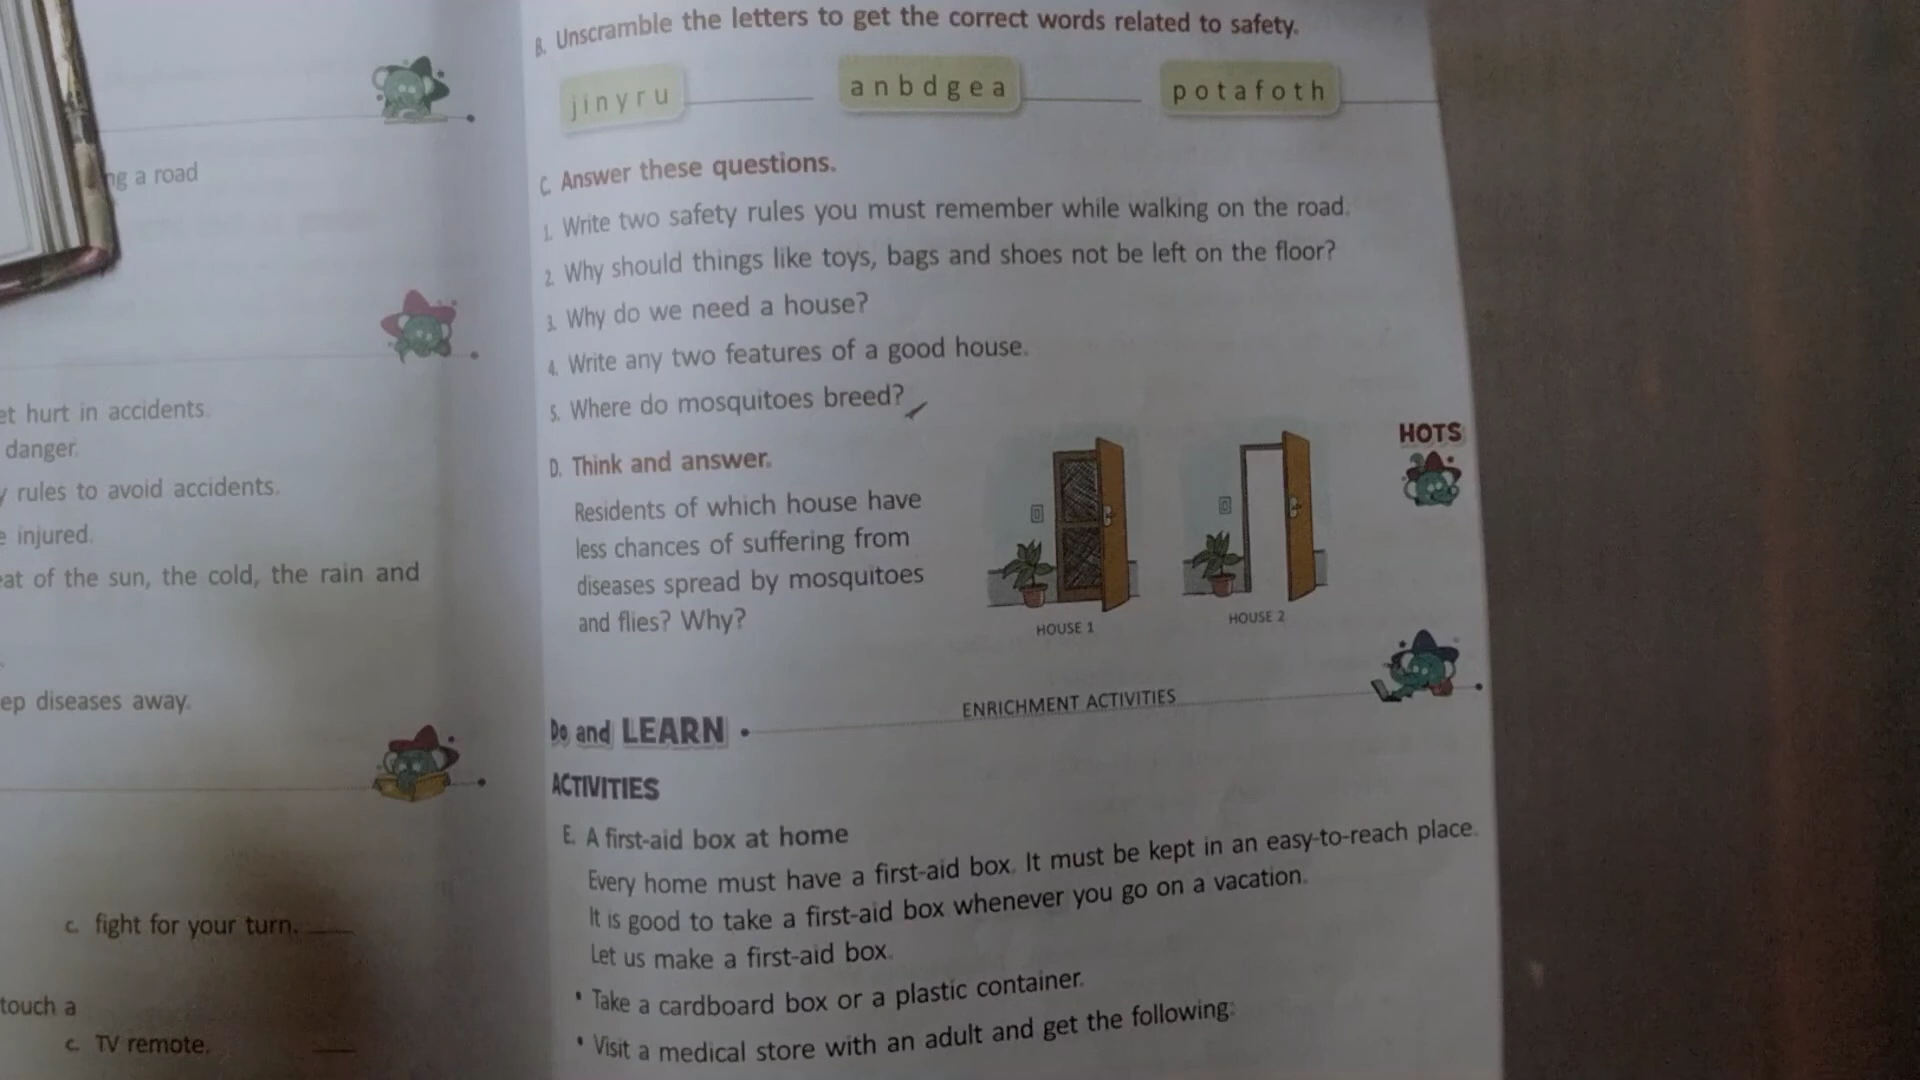 ng a road
et hurt in accidents.
danger.
rules to avoid accidents.
e injured.
eat of the sun, the cold, the rain and
ep diseases away.
c. fight for your turn.
touch a
c. TV remote.
B. Unscramble the letters to get the correct words related to safety.
jinyru anbdgea potafoth
C. Answer these questions.
1. Write two safety rules you must remember while walking on the road.
2. Why should things like toys, bags and shoes not be left on the floor?
3. Why do we need a house?
4. Write any two features of a good house.
5. Where do mosquitoes breed?
D. Think and answer.
Residents of which house have
less chances of suffering from
diseases spread by mosquitoes
and flies? Why?
HOUSE 1
HOUSE 2
HOTS
ENRICHMENT ACTIVITIES
Do and LEARN
ACTIVITIES
E. A first-aid box at home
Every home must have a first-aid box. It must be kept in an easy-to-reach place.
It is good to take a first-aid box whenever you go on a vacation.
Let us make a first-aid box.
• Take a cardboard box or a plastic container.
• Visit a medical store with an adult and get the following: